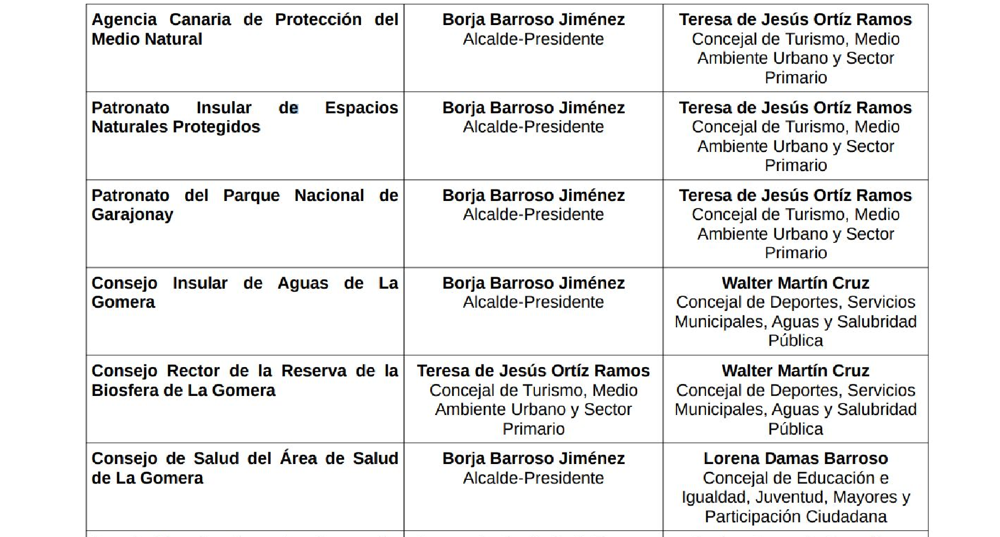 Agencia Canaria de Protección del
Medio Natural
Borja Barroso Jiménez
Alcalde-Presidente
Teresa de Jesús Ortíz Ramos
Concejal de Turismo, Medio
Ambiente Urbano y Sector
Primario
Patronato Insular de Espacios
Naturales Protegidos
Borja Barroso Jiménez
Alcalde-Presidente
Teresa de Jesús Ortíz Ramos
Concejal de Turismo, Medio
Ambiente Urbano y Sector
Primario
Patronato del Parque Nacional de
Garajonay
Borja Barroso Jiménez
Alcalde-Presidente
Teresa de Jesús Ortíz Ramos
Concejal de Turismo, Medio
Ambiente Urbano y Sector
Primario
Consejo Insular de Aguas de La
Gomera
Borja Barroso Jiménez
Alcalde-Presidente
Walter Martín Cruz
Concejal de Deportes, Servicios
Municipales, Aguas y Salubridad
Pública
Consejo Rector de la Reserva de la
Biosfera de La Gomera
Teresa de Jesús Ortíz Ramos
Concejal de Turismo, Medio
Ambiente Urbano y Sector
Primario
Walter Martín Cruz
Concejal de Deportes, Servicios
Municipales, Aguas y Salubridad
Pública
Consejo de Salud del Área de Salud
de La Gomera
Borja Barroso Jiménez
Alcalde-Presidente
Lorena Damas Barroso
Concejal de Educación e
Igualdad, Juventud, Mayores y
Participación Ciudadana